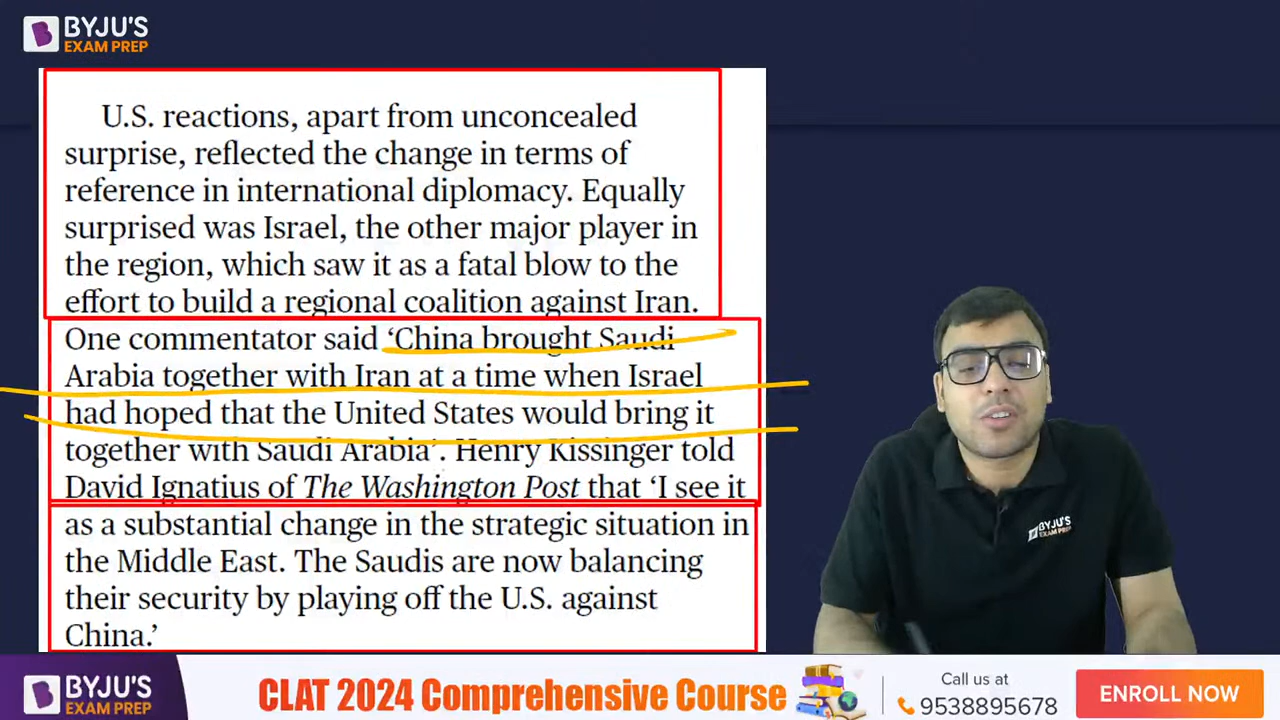 BYJU'S
EXAM PREP
U.S. reactions, apart from unconcealed
surprise, reflected the change in terms of
reference in international diplomacy. Equally
surprised was Israel, the other major player in
the region, which saw it as a fatal blow to the
effort to build a regional coalition against Iran.
One commentator said ‘China brought Saudi
Arabia together with Iran at a time when Israel
had hoped that the United States would bring it
together with Saudi Arabia’. Henry Kissinger told
David Ignatius of The Washington Post that ‘I see it
as a substantial change in the strategic situation in
the Middle East. The Saudis are now balancing
their security by playing off the U.S. against
China.’
BYJU'S
EXAM PREP
BYJU'S
EXAM PREP
CLAT 2024 Comprehensive Course
Call us at
9538895678
ENROLL NOW